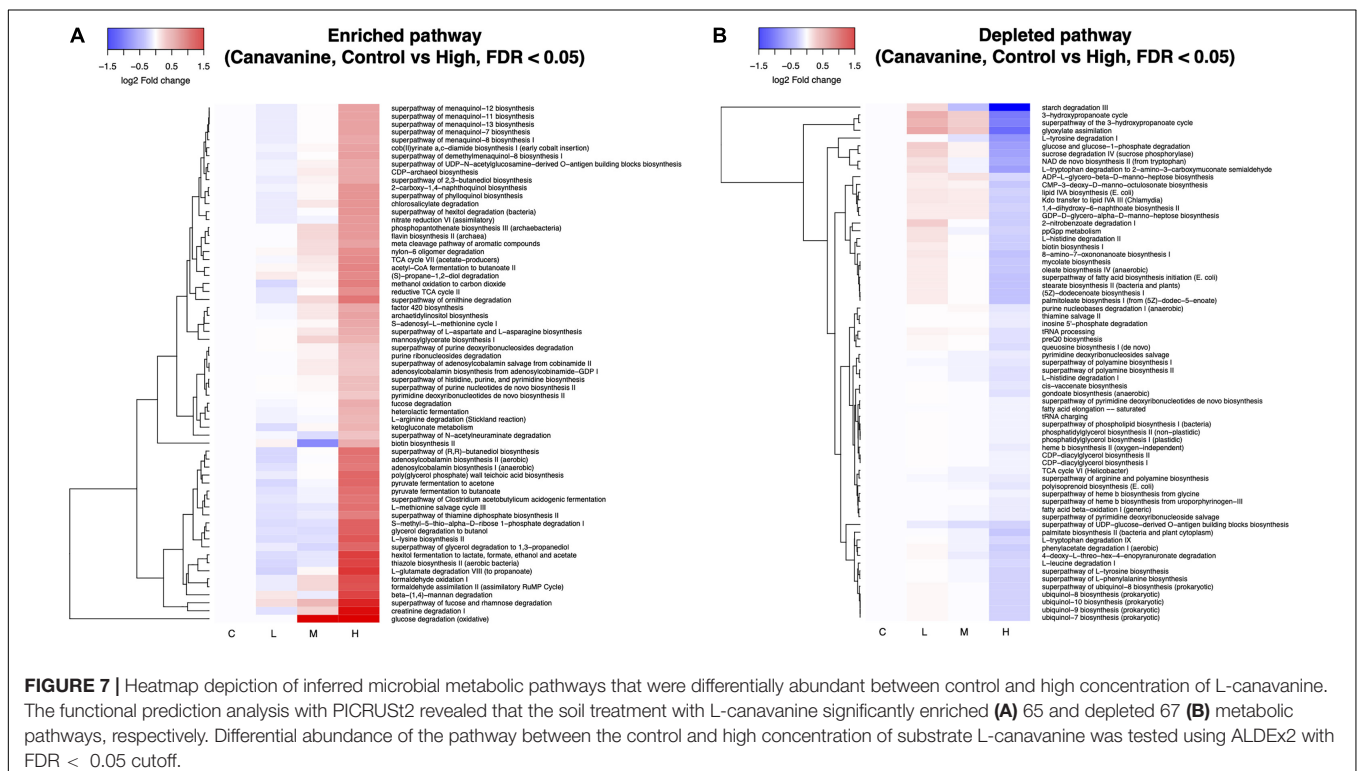 A
Enriched pathway
(Canavanine, Control vs High, FDR < 0.05)
−1.5 −0.5 0.5 1.5
log2 Fold change
superpathway of menaquinol−12 biosynthesis
superpathway of menaquinol−11 biosynthesis
superpathway of menaquinol−13 biosynthesis
superpathway of menaquinol−7 biosynthesis
superpathway of menaquinol−8 biosynthesis I
cob(II)yrinate a,c−diamide biosynthesis I (early cobalt insertion)
superpathway of demethylmenaquinol−8 biosynthesis I
superpathway of UDP−N−acetylglucosamine−derived O−antigen building blocks biosynthesis
CDP−archaeol biosynthesis
superpathway of 2,3−butanediol biosynthesis
2−carboxy−1,4−naphthoquinol biosynthesis
superpathway of phylloquinol biosynthesis
chlorosalicylate degradation
superpathway of hexitol degradation (bacteria)
nitrate reduction VI (assimilatory)
phosphopantothenate biosynthesis III (archaebacteria)
flavin biosynthesis II (archaea)
meta cleavage pathway of aromatic compounds
nylon−6 oligomer degradation
TCA cycle VII (acetate−producers)
acetyl−CoA fermentation to butanoate II
(S)−propane−1,2−diol degradation
methanol oxidation to carbon dioxide
reductive TCA cycle II
superpathway of ornithine degradation
factor 420 biosynthesis
archaetidylinositol biosynthesis
S−adenosyl−L−methionine cycle I
superpathway of L−aspartate and L−asparagine biosynthesis
mannosylglycerate biosynthesis I
superpathway of purine deoxyribonucleosides degradation
purine ribonucleosides degradation
superpathway of adenosylcobalamin salvage from cobinamide II
adenosylcobalamin biosynthesis from adenosylcobinamide−GDP I
superpathway of histidine, purine, and pyrimidine biosynthesis
superpathway of purine nucleotides de novo biosynthesis II
pyrimidine deoxyribonucleotides de novo biosynthesis II
fucose degradation
heterolactic fermentation
L−arginine degradation (Stickland reaction)
ketogluconate metabolism
superpathway of N−acetylneuraminate degradation
biotin biosynthesis II
superpathway of (R,R)−butanediol biosynthesis
adenosylcobalamin biosynthesis II (aerobic)
adenosylcobalamin biosynthesis I (anaerobic)
poly(glycerol phosphate) wall teichoic acid biosynthesis
pyruvate fermentation to acetone
pyruvate fermentation to butanoate
superpathway of Clostridium acetobutylicum acidogenic fermentation
L−methionine salvage cycle III
superpathway of thiamine diphosphate biosynthesis II
S−methyl−5−thio−alpha−D−ribose 1−phosphate degradation I
glycerol degradation to butanol
L−lysine biosynthesis II
superpathway of glycerol degradation to 1,3−propanediol
hexitol fermentation to lactate, formate, ethanol and acetate
thiazole biosynthesis II (aerobic bacteria)
L−glutamate degradation VIII (to propanoate)
formaldehyde oxidation I
formaldehyde assimilation II (assimilatory RuMP Cycle)
beta−(1,4)−mannan degradation
superpathway of fucose and rhamnose degradation
creatinine degradation I
glucose degradation (oxidative)
C L M H
B
Depleted pathway
(Canavanine, Control vs High, FDR < 0.05)
−1.5 −0.5 0.5 1.5
log2 Fold change
starch degradation III
3−hydroxypropanoate cycle
superpathway of the 3−hydroxypropanoate cycle
glyoxylate assimilation
L−tyrosine degradation I
glucose and glucose−1−phosphate degradation
sucrose degradation IV (sucrose phosphorylase)
NAD de novo biosynthesis II (from tryptophan)
L−tryptophan degradation to 2−amino−3−carboxymuconate semialdehyde
ADP−L−glycero−beta−D−manno−heptose biosynthesis
CMP−3−deoxy−D−manno−octulosonate biosynthesis
lipid IVA biosynthesis (E. coli)
Kdo transfer to lipid IVA III (Chlamydia)
1,4−dihydroxy−6−naphthoate biosynthesis II
GDP−D−glycero−alpha−D−manno−heptose biosynthesis
2−nitrobenzoate degradation I
ppGpp metabolism
L−histidine degradation II
biotin biosynthesis I
8−amino−7−oxononanoate biosynthesis I
mycolate biosynthesis
oleate biosynthesis IV (anaerobic)
superpathway of fatty acid biosynthesis initiation (E. coli)
stearate biosynthesis II (bacteria and plants)
(5Z)−dodecenoate biosynthesis I
palmitoleate biosynthesis I (from (5Z)−dodec−5−enoate)
purine nucleobases degradation I (anaerobic)
thiamine salvage II
inosine 5'−phosphate degradation
tRNA processing
preQ0 biosynthesis
queuosine biosynthesis I (de novo)
pyrimidine deoxyribonucleosides salvage
superpathway of polyamine biosynthesis I
superpathway of polyamine biosynthesis II
L−histidine degradation I
cis−vaccenate biosynthesis
gondoate biosynthesis (anaerobic)
superpathway of pyrimidine deoxyribonucleotides de novo biosynthesis
fatty acid elongation −− saturated
tRNA charging
superpathway of phospholipid biosynthesis I (bacteria)
phosphatidylglycerol biosynthesis II (non−plastidic)
phosphatidylglycerol biosynthesis I (plastidic)
heme b biosynthesis II (oxygen−independent)
CDP−diacylglycerol biosynthesis II
CDP−diacylglycerol biosynthesis I
TCA cycle VI (Helicobacter)
superpathway of arginine and polyamine biosynthesis
polyisoprenoid biosynthesis (E. coli)
superpathway of heme b biosynthesis from glycine
superpathway of heme b biosynthesis from uroporphyrinogen−III
fatty acid beta−oxidation I (generic)
superpathway of pyrimidine deoxyribonucleoside salvage
superpathway of UDP−glucose−derived O−antigen building blocks biosynthesis
palmitate biosynthesis II (bacteria and plant cytoplasm)
L−tryptophan degradation IX
phenylacetate degradation I (aerobic)
4−deoxy−L−threo−hex−4−enopyranuronate degradation
L−leucine degradation I
superpathway of L−tyrosine biosynthesis
superpathway of L−phenylalanine biosynthesis
superpathway of ubiquinol−8 biosynthesis (prokaryotic)
ubiquinol−8 biosynthesis (prokaryotic)
ubiquinol−10 biosynthesis (prokaryotic)
ubiquinol−9 biosynthesis (prokaryotic)
ubiquinol−7 biosynthesis (prokaryotic)
C L M H
FIGURE 7 | Heatmap depiction of inferred microbial metabolic pathways that were differentially abundant between control and high concentration of L-canavanine.
The functional prediction analysis with PICRUSt2 revealed that the soil treatment with L-canavanine significantly enriched (A) 65 and depleted 67 (B) metabolic
pathways, respectively. Differential abundance of the pathway between the control and high concentration of substrate L-canavanine was tested using ALDEx2 with
FDR < 0.05 cutoff.